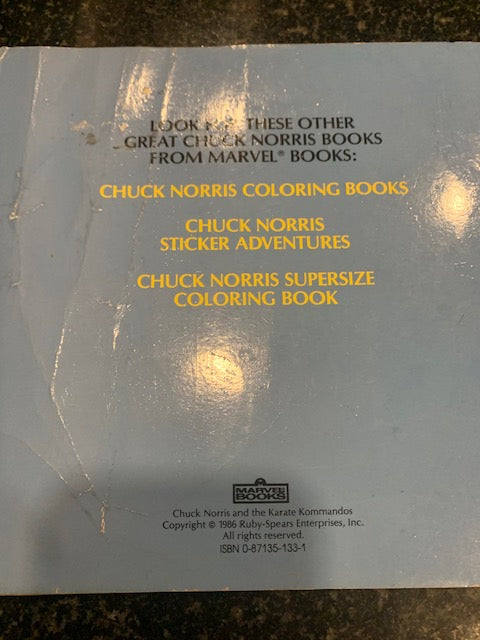 LOOK THESE OTHER
GREAT CHUCK NORRIS BOOKS
FROM MARVEL® BOOKS:
CHUCK NORRIS COLORING BOOKS
CHUCK NORRIS
STICKER ADVENTURES
CHUCK NORRIS SUPERSIZE
COLORING BOOK
MARVEL
BOOKS
Chuck Norris and the Karate Kommandos
Copyright © 1986 Ruby-Spears Enterprises, Inc.
All rights reserved.
ISBN 0-87135-133-1